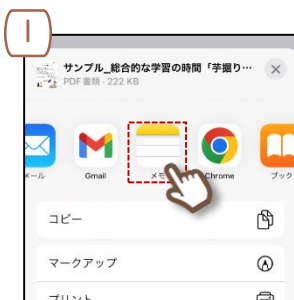 1
サンプル_総合的な学習の時間「芋掘り…
PDF書類・222 KB
メール
Gmail
メモ
Chrome
ブック
コピー
マークアップ
プリント